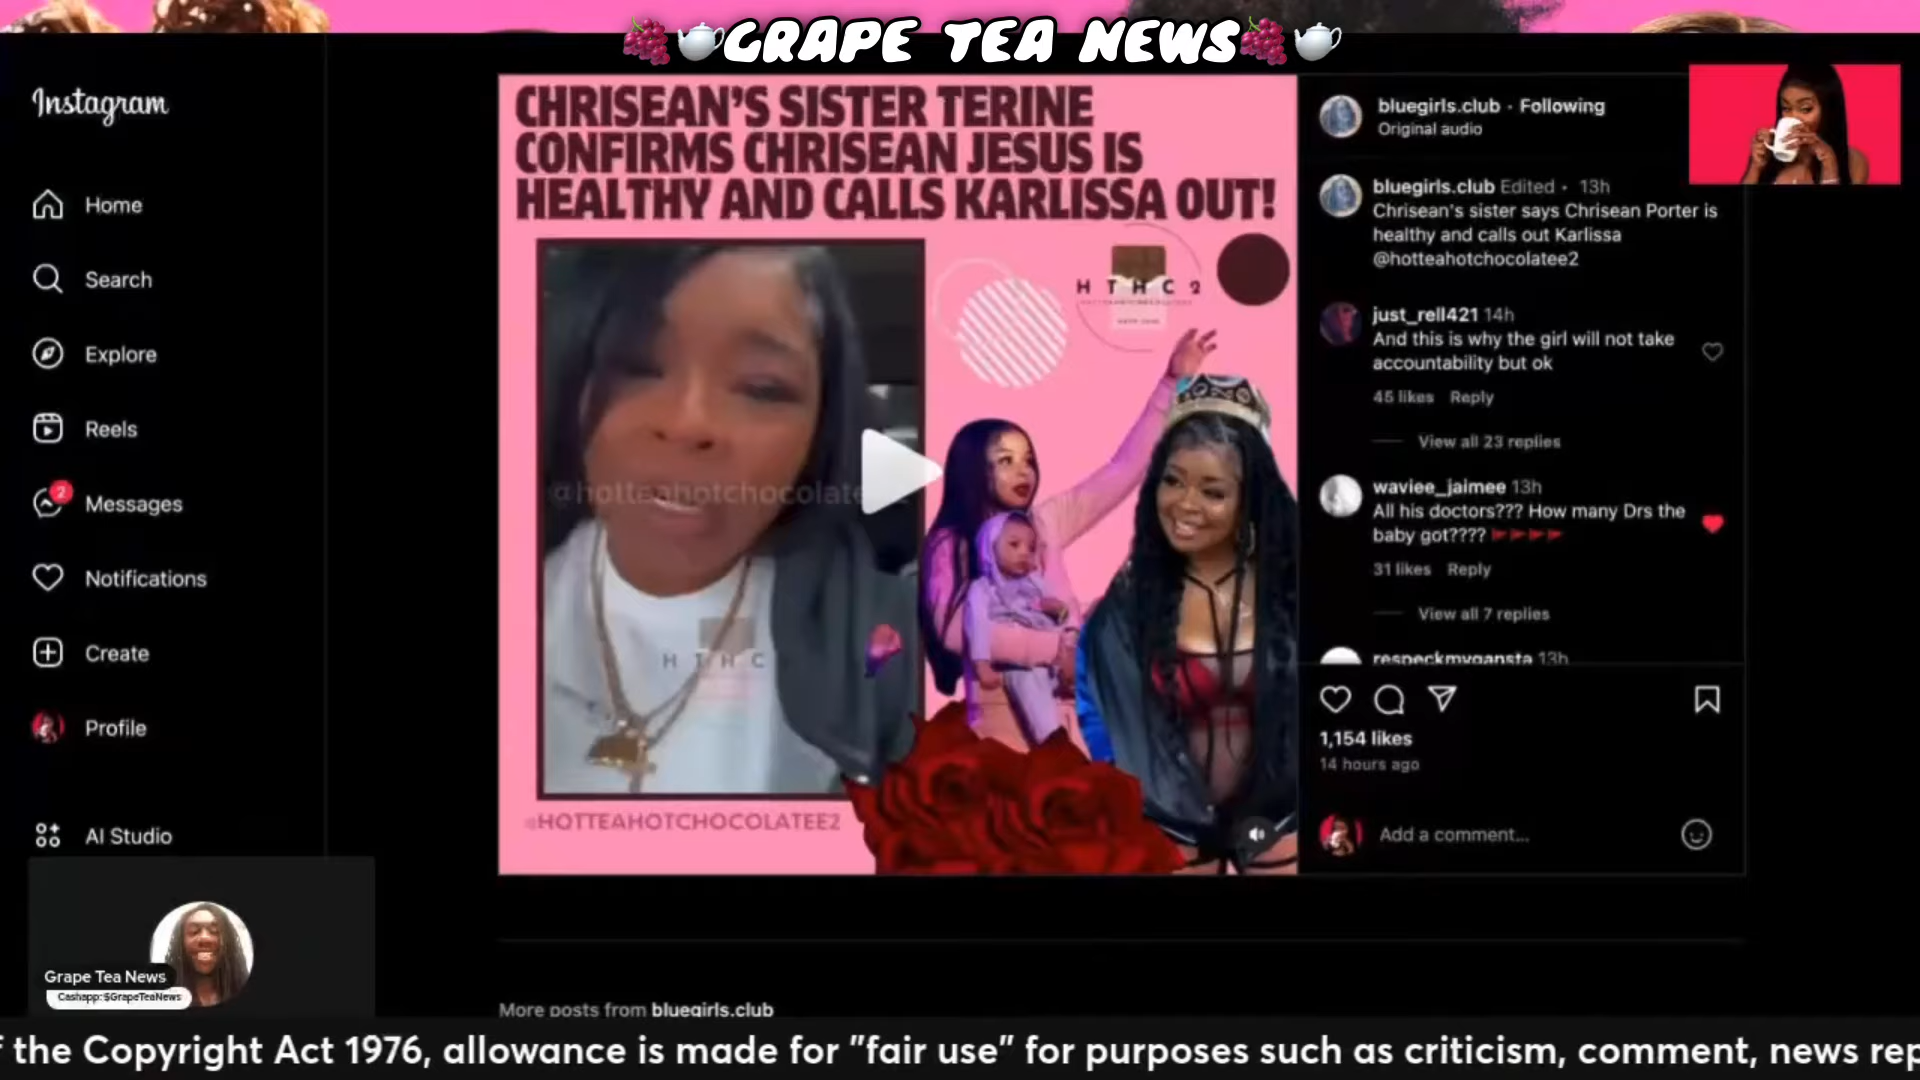 GRAPE TEA NEWS
Instagram
Home
Search
Explore
Reels
2
Messages
Notifications
Create
Profile
AI Studio
CHRISEAN'S SISTER TERINE
CONFIRMS CHRISEAN JESUS IS
HEALTHY AND CALLS KARLISSA OUT!
H T H C 2
@hotteahotchocolate
H T H C
@HOTTEAHOTCHOCOLATEE2
bluegirls.club • Following
Original audio
bluegirls.club Edited • 13h
Chrisean's sister says Chrisean Porter is
healthy and calls out Karlissa
@hotteahotchocolatee2
just_rell421 14h
And this is why the girl will not take
accountability but ok
45 likes Reply
View all 23 replies
waviee_jaimee 13h
All his doctors??? How many Drs the
baby got???? 🚩🚩🚩🚩
31 likes Reply
View all 7 replies
respeckmygansta 13h
1,154 likes
14 hours ago
Add a comment...
Grape Tea News
Cashapp:$GrapeTeaNews
More posts from bluegirls.club
f the Copyright Act 1976, allowance is made for "fair use" for purposes such as criticism, comment, news rep